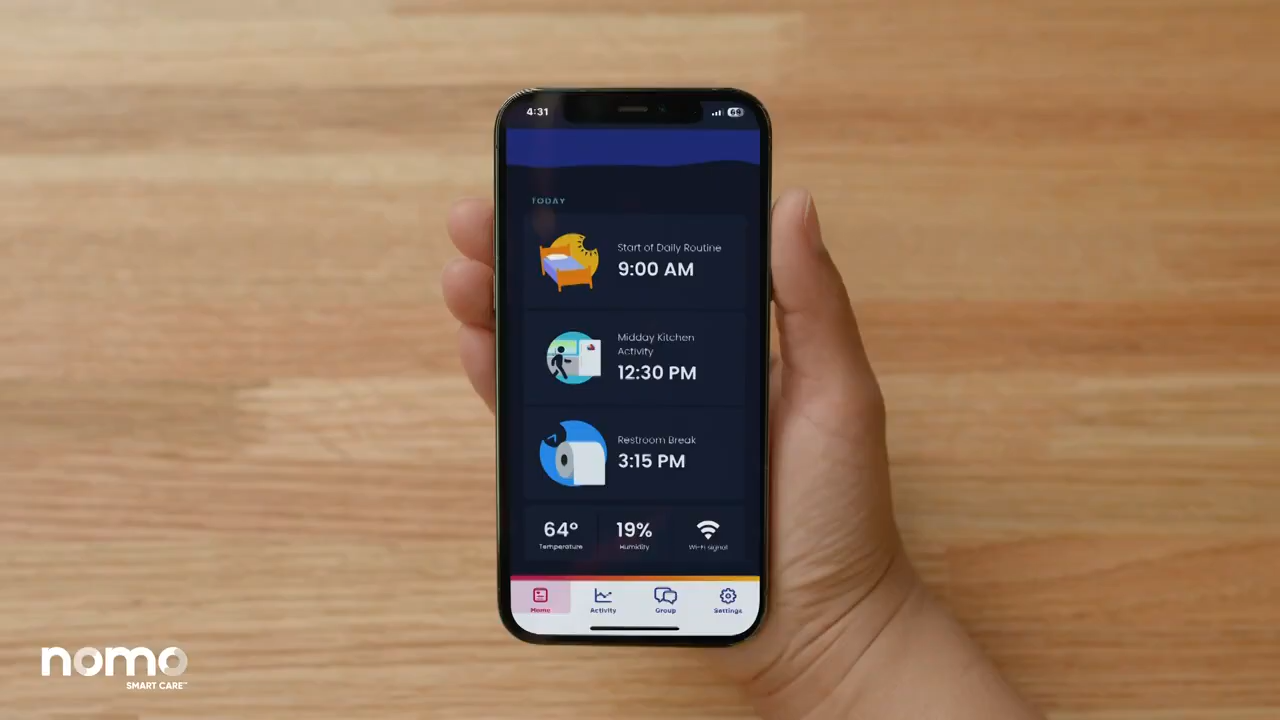 4:31
69
TODAY
Start of Daily Routine
9:00 AM
Midday Kitchen
Activity
12:30 PM
Restroom Break
3:15 PM
64° 19%
Temperature Humidity Wi-Fi signal
Home Activity Group Settings
nomo
SMART CARE™